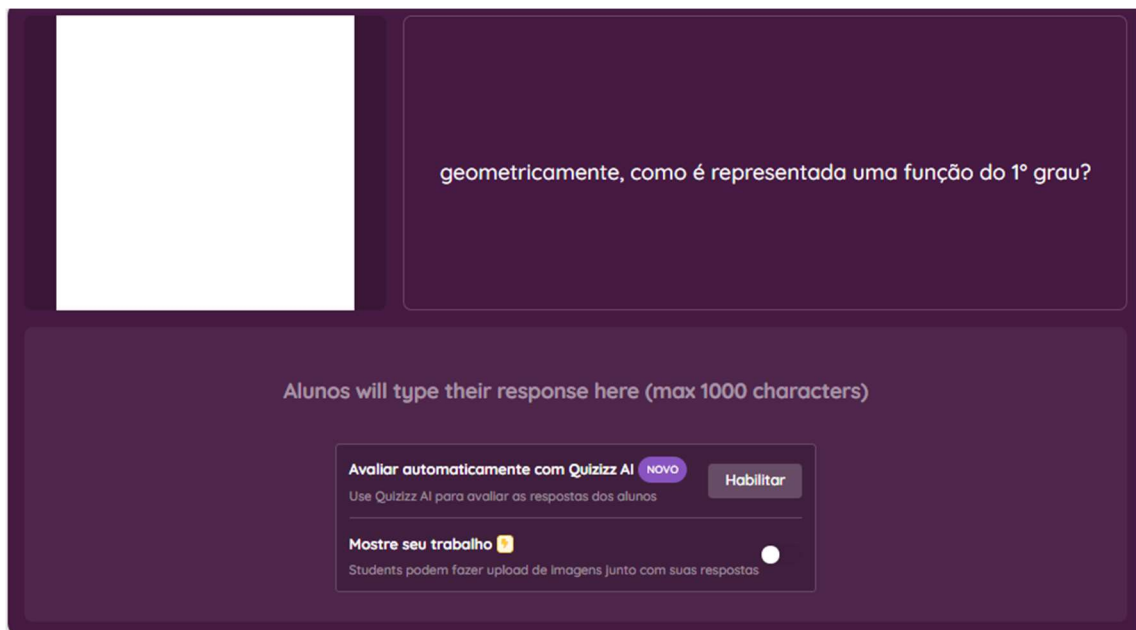 geometricamente, como é representada uma função do 1° grau?
Alunos will type their response here (max 1000 characters)
Avaliar automaticamente com Quizizz AI NOVO
Use Quizizz AI para avaliar as respostas dos alunos
Habilitar
Mostre seu trabalho 👇
Students podem fazer upload de imagens junto com suas respostas